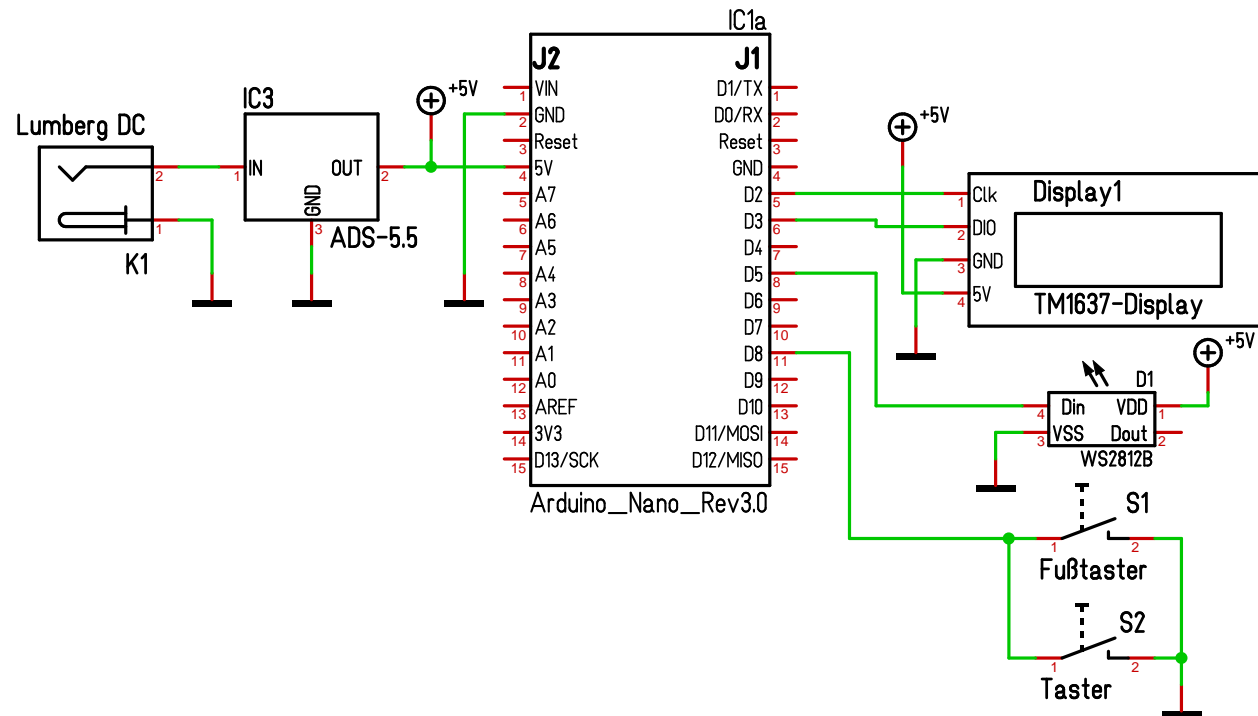 Lumberg DC
2
1
K1
IC3
1
IN
OUT
2
GND
3
ADS-5.5
+5V
IC1a
J2
J1
1
VIN
2
GND
3
Reset
4
5V
5
A7
6
A6
7
A5
8
A4
9
A3
10
A2
11
A1
12
A0
13
AREF
14
3V3
15
D13/SCK
D1/TX
1
D0/RX
2
Reset
3
GND
4
D2
5
D3
6
D4
7
D5
8
D6
9
D7
10
D8
11
D9
12
D10
13
D11/MOSI
14
D12/MISO
15
Arduino_Nano_Rev3.0
+5V
Display1
1
Clk
2
DIO
3
GND
4
5V
TM1637-Display
+5V
D1
4
Din
VDD
1
3
VSS
Dout
2
WS2812B
S1
1
2
Fußtaster
S2
1
2
Taster